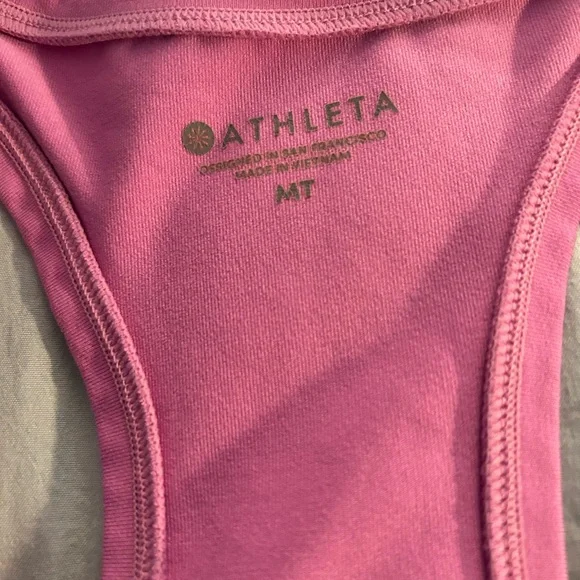 ATHLETA
DESIGNED IN SAN FRANCISCO
MADE IN VIETNAM
MT